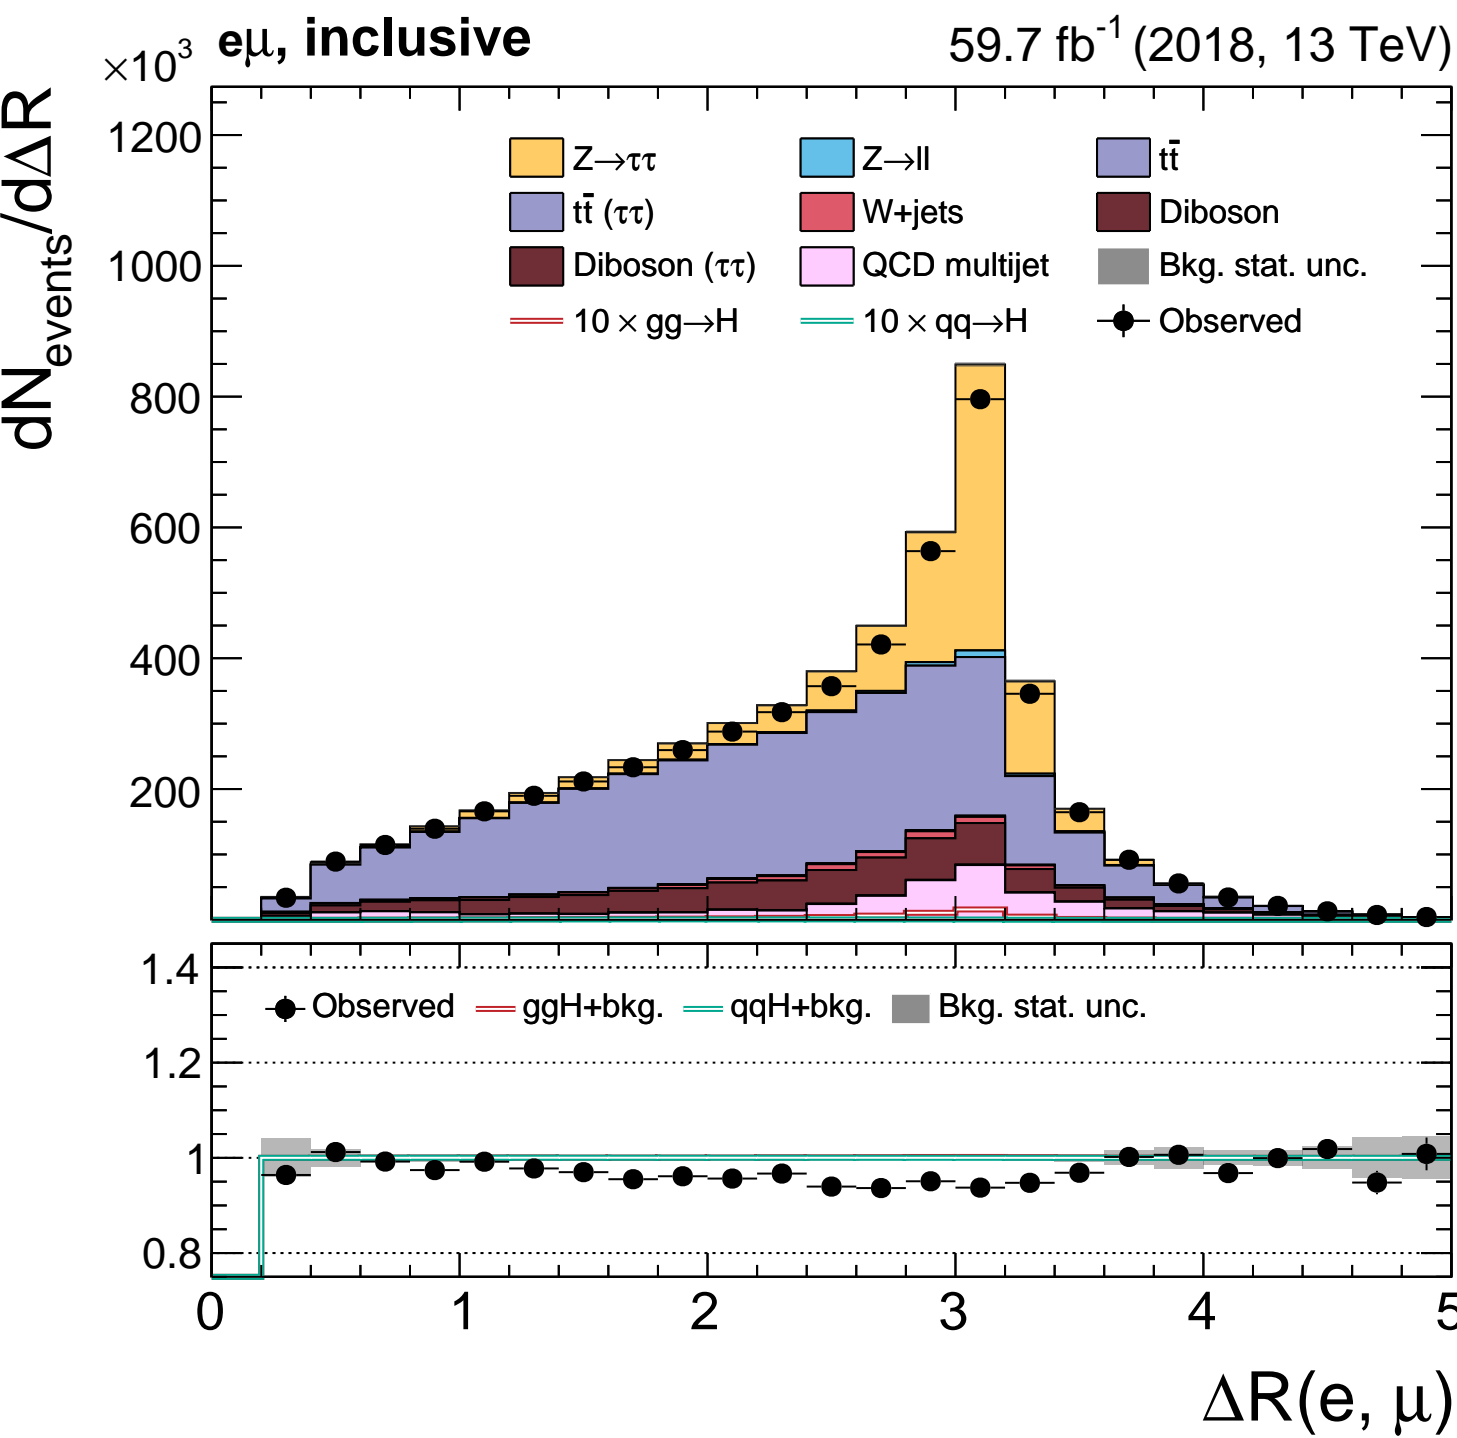 ×10³ eμ, inclusive 59.7 fb⁻¹ (2018, 13 TeV)
dN_events/dΔR
1200
1000
800
600
400
200
Z→ττ Z→ll tt̄
tt̄ (ττ) W+jets Diboson
Diboson (ττ) QCD multijet Bkg. stat. unc.
10 × gg→H 10 × qq→H Observed
1.4
1.2
1
0.8
Observed ggH+bkg. qqH+bkg. Bkg. stat. unc.
0 1 2 3 4 5
ΔR(e, μ)